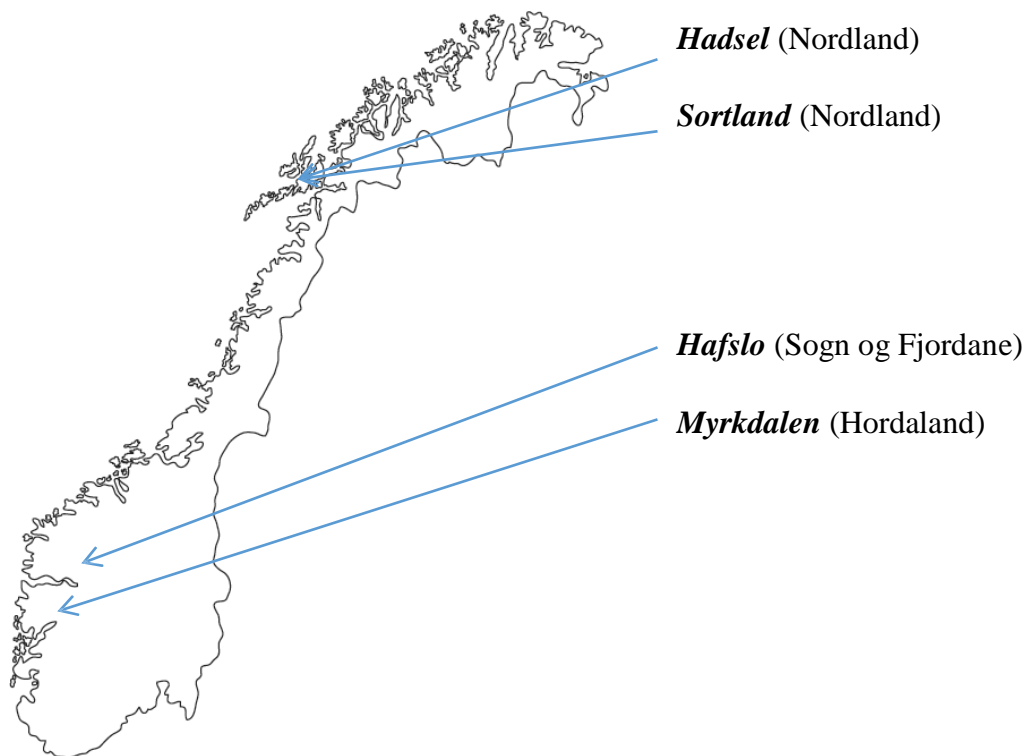 Hadsel (Nordland)
Sortland (Nordland)
Hafslo (Sogn og Fjordane)
Myrkdalen (Hordaland)